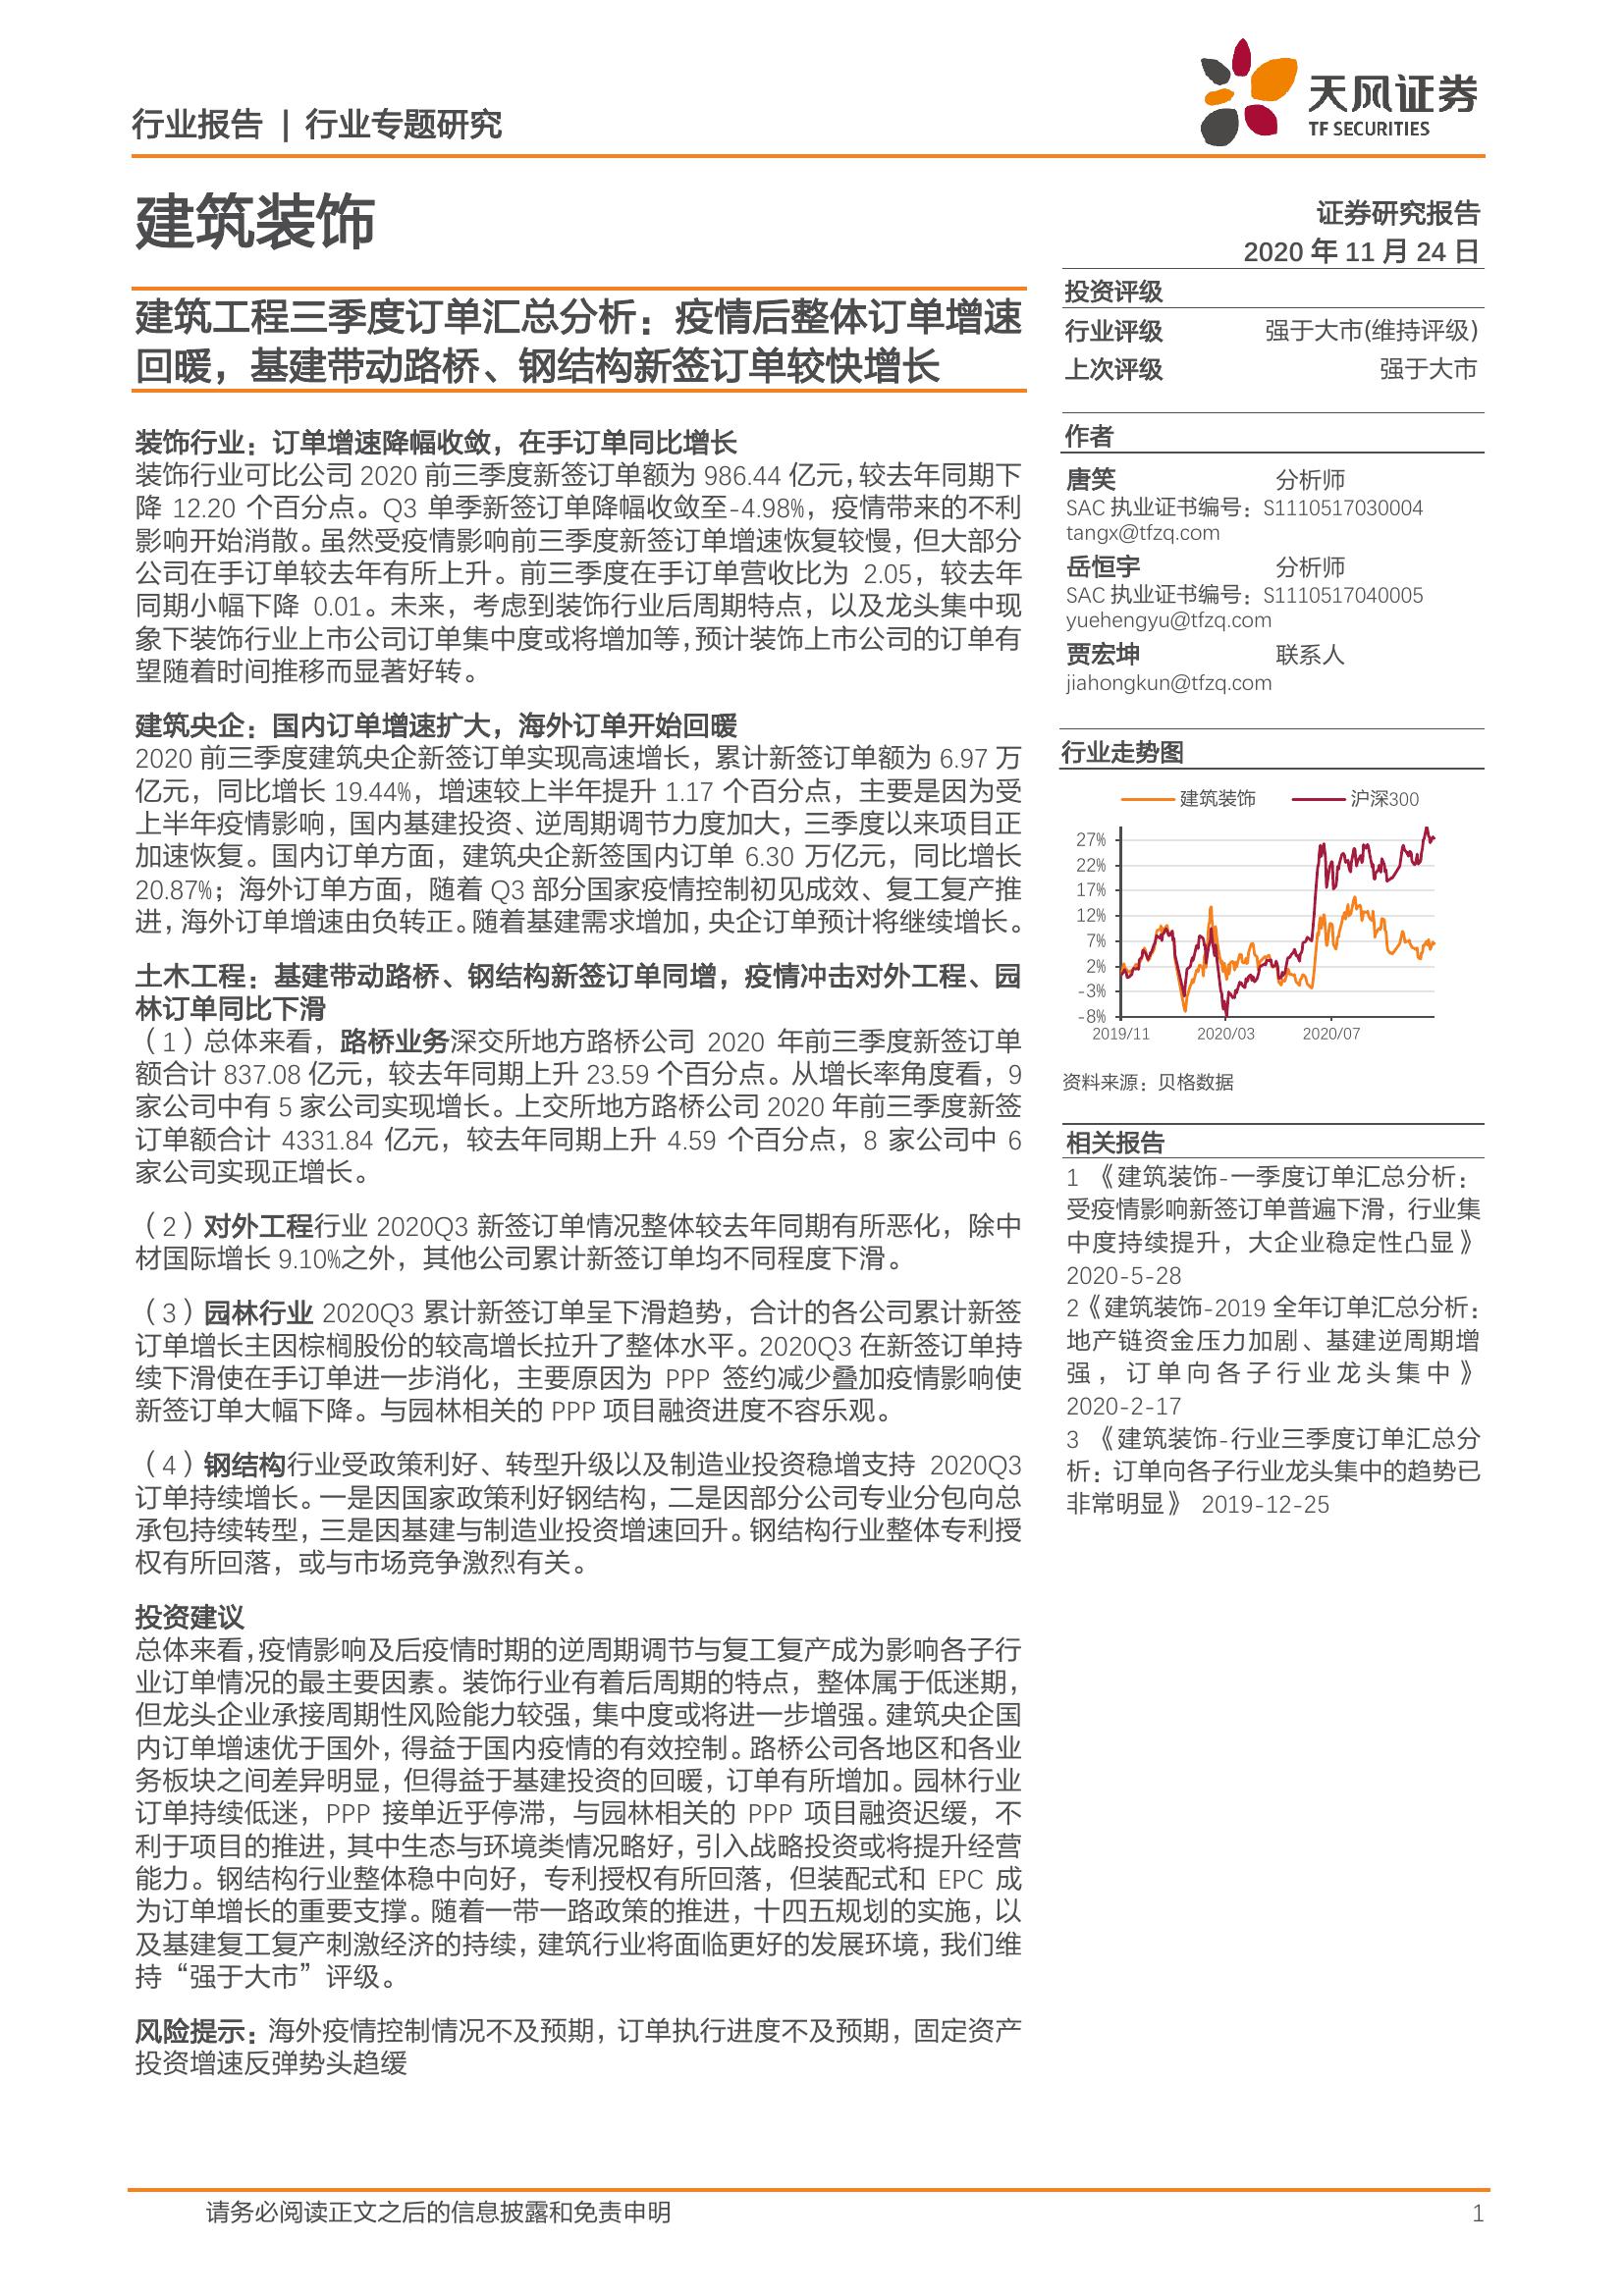 行业报告 | 行业专题研究
天风证券
TF SECURITIES
建筑装饰
证券研究报告
2020 年 11 月 24 日
建筑工程三季度订单汇总分析：疫情后整体订单增速
回暖，基建带动路桥、钢结构新签订单较快增长
装饰行业：订单增速降幅收敛，在手订单同比增长
装饰行业可比公司 2020 前三季度新签订单额为 986.44 亿元，较去年同期下
降 12.20 个百分点。Q3 单季新签订单降幅收敛至-4.98%，疫情带来的不利
影响开始消散。虽然受疫情影响前三季度新签订单增速恢复较慢，但大部分
公司在手订单较去年有所上升。前三季度在手订单营收比为 2.05，较去年
同期小幅下降 0.01。未来，考虑到装饰行业后周期特点，以及龙头集中现
象下装饰行业上市公司订单集中度或将增加等，预计装饰上市公司的订单有
望随着时间推移而显著好转。
建筑央企：国内订单增速扩大，海外订单开始回暖
2020 前三季度建筑央企新签订单实现高速增长，累计新签订单额为 6.97 万
亿元，同比增长 19.44%，增速较上半年提升 1.17 个百分点，主要是因为受
上半年疫情影响，国内基建投资、逆周期调节力度加大，三季度以来项目正
加速恢复。国内订单方面，建筑央企新签国内订单 6.30 万亿元，同比增长
20.87%；海外订单方面，随着 Q3 部分国家疫情控制初见成效、复工复产推
进，海外订单增速由负转正。随着基建需求增加，央企订单预计将继续增长。
土木工程：基建带动路桥、钢结构新签订单同增，疫情冲击对外工程、园
林订单同比下滑
（1）总体来看，路桥业务深交所地方路桥公司 2020 年前三季度新签订单
额合计 837.08 亿元，较去年同期上升 23.59 个百分点。从增长率角度看，9
家公司中有 5 家公司实现增长。上交所地方路桥公司 2020 年前三季度新签
订单额合计 4331.84 亿元，较去年同期上升 4.59 个百分点，8 家公司中 6
家公司实现正增长。
（2）对外工程行业 2020Q3 新签订单情况整体较去年同期有所恶化，除中
材国际增长 9.10%之外，其他公司累计新签订单均不同程度下滑。
（3）园林行业 2020Q3 累计新签订单呈下滑趋势，合计的各公司累计新签
订单增长主因棕榈股份的较高增长拉升了整体水平。2020Q3 在新签订单持
续下滑使在手订单进一步消化，主要原因为 PPP 签约减少叠加疫情影响使
新签订单大幅下降。与园林相关的 PPP 项目融资进度不容乐观。
（4）钢结构行业受政策利好、转型升级以及制造业投资稳增支持 2020Q3
订单持续增长。一是因国家政策利好钢结构，二是因部分公司专业分包向总
承包持续转型，三是因基建与制造业投资增速回升。钢结构行业整体专利授
权有所回落，或与市场竞争激烈有关。
投资建议
总体来看，疫情影响及后疫情时期的逆周期调节与复工复产成为影响各子行
业订单情况的最主要因素。装饰行业有着后周期的特点，整体属于低迷期，
但龙头企业承接周期性风险能力较强，集中度或将进一步增强。建筑央企国
内订单增速优于国外，得益于国内疫情的有效控制。路桥公司各地区和各业
务板块之间差异明显，但得益于基建投资的回暖，订单有所增加。园林行业
订单持续低迷，PPP 接单近乎停滞，与园林相关的 PPP 项目融资迟缓，不
利于项目的推进，其中生态与环境类情况略好，引入战略投资或将提升经营
能力。钢结构行业整体稳中向好，专利授权有所回落，但装配式和 EPC 成
为订单增长的重要支撑。随着一带一路政策的推进，十四五规划的实施，以
及基建复工复产刺激经济的持续，建筑行业将面临更好的发展环境，我们维
持“强于大市”评级。
风险提示：海外疫情控制情况不及预期，订单执行进度不及预期，固定资产
投资增速反弹势头趋缓
投资评级
行业评级 强于大市(维持评级)
上次评级 强于大市
作者
唐笑 分析师
SAC 执业证书编号：S1110517030004
tangx@tfzq.com
岳恒宇 分析师
SAC 执业证书编号：S1110517040005
yuehengyu@tfzq.com
贾宏坤 联系人
jiahongkun@tfzq.com
行业走势图
建筑装饰 沪深300
27%
22%
17%
12%
7%
2%
-3%
-8%
2019/11 2020/03 2020/07
资料来源：贝格数据
相关报告
1 《建筑装饰-一季度订单汇总分析：
受疫情影响新签订单普遍下滑，行业集
中度持续提升，大企业稳定性凸显》
2020-5-28
2《建筑装饰-2019 全年订单汇总分析：
地产链资金压力加剧、基建逆周期增
强，订单向各子行业龙头集中》
2020-2-17
3 《建筑装饰-行业三季度订单汇总分
析：订单向各子行业龙头集中的趋势已
非常明显》 2019-12-25
请务必阅读正文之后的信息披露和免责申明 1